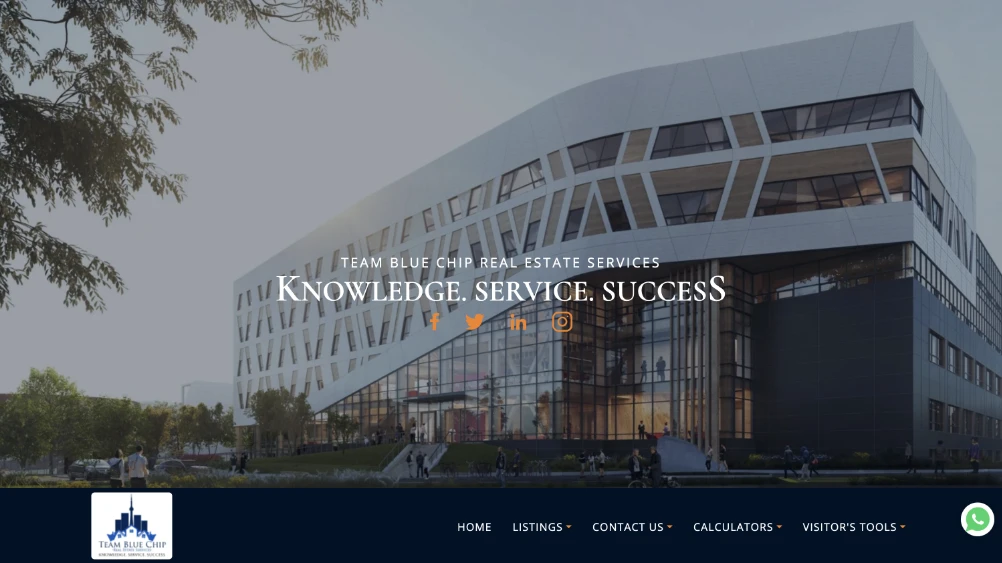 TEAM BLUE CHIP REAL ESTATE SERVICES
KNOWLEDGE. SERVICE. SUCCESS
TEAM BLUE CHIP
REAL ESTATE SERVICES
KNOWLEDGE. SERVICE. SUCCESS
HOME LISTINGS CONTACT US CALCULATORS VISITOR'S TOOLS